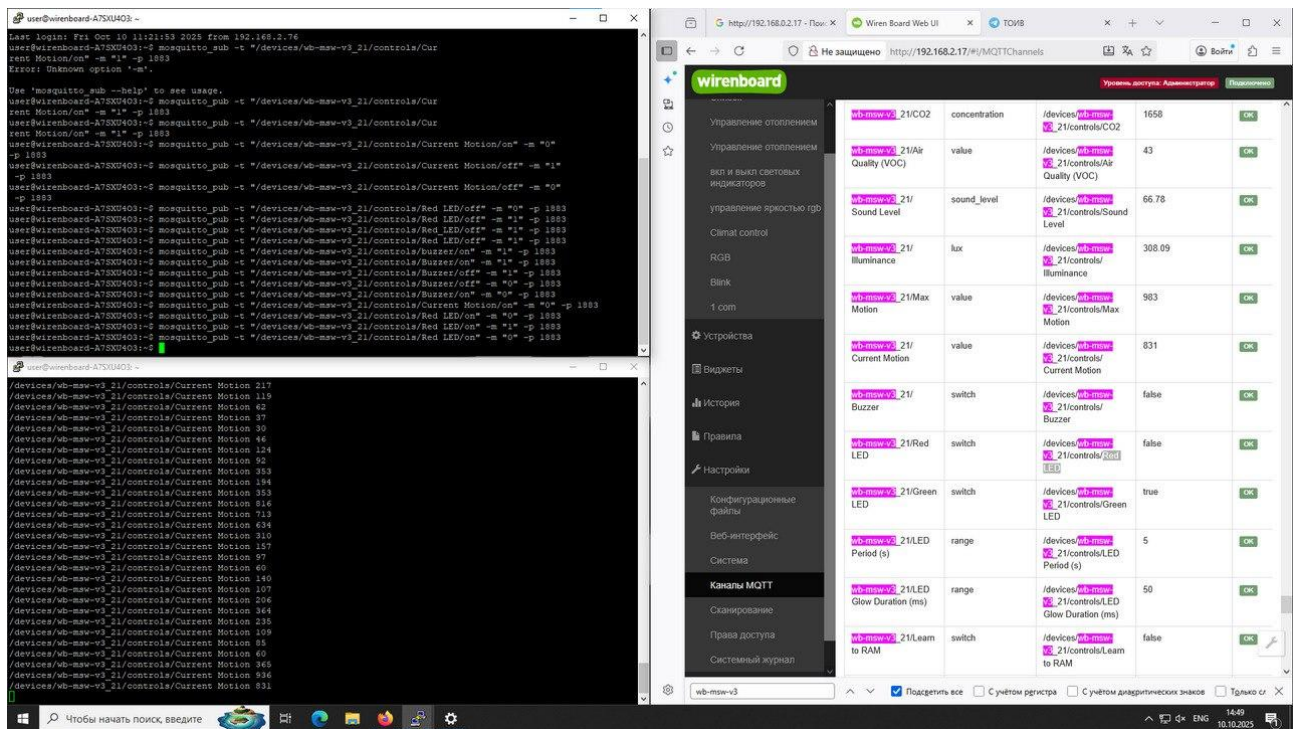 user@wirenboard-A7SXU4O3: ~
Last login: Fri Oct 10 11:21:53 2025 from 192.168.2.76
user@wirenboard-A7SXU4O3:~$ mosquitto_sub -t "/devices/wb-msw-v3_21/controls/Cur
rent Motion/on" -m "1" -p 1883
Error: Unknown option '-m'.
Use 'mosquitto_sub --help' to see usage.
user@wirenboard-A7SXU4O3:~$ mosquitto_pub -t "/devices/wb-msw-v3_21/controls/Cur
rent Motion/on" -m "1" -p 1883
user@wirenboard-A7SXU4O3:~$ mosquitto_pub -t "/devices/wb-msw-v3_21/controls/Cur
rent Motion/on" -m "1" -p 1883
user@wirenboard-A7SXU4O3:~$ mosquitto_pub -t "/devices/wb-msw-v3_21/controls/Current Motion/on" -m "0"
-p 1883
user@wirenboard-A7SXU4O3:~$ mosquitto_pub -t "/devices/wb-msw-v3_21/controls/Current Motion/off" -m "1"
-p 1883
user@wirenboard-A7SXU4O3:~$ mosquitto_pub -t "/devices/wb-msw-v3_21/controls/Current Motion/off" -m "0"
-p 1883
user@wirenboard-A7SXU4O3:~$ mosquitto_pub -t "/devices/wb-msw-v3_21/controls/Red LED/off" -m "0" -p 1883
user@wirenboard-A7SXU4O3:~$ mosquitto_pub -t "/devices/wb-msw-v3_21/controls/Red LED/off" -m "1" -p 1883
user@wirenboard-A7SXU4O3:~$ mosquitto_pub -t "/devices/wb-msw-v3_21/controls/Red_LED/off" -m "1" -p 1883
user@wirenboard-A7SXU4O3:~$ mosquitto_pub -t "/devices/wb-msw-v3_21/controls/Red LED/off" -m "1" -p 1883
user@wirenboard-A7SXU4O3:~$ mosquitto_pub -t "/devices/wb-msw-v3_21/controls/buzzer/on" -m "1" -p 1883
user@wirenboard-A7SXU4O3:~$ mosquitto_pub -t "/devices/wb-msw-v3_21/controls/Buzzer/on" -m "1" -p 1883
user@wirenboard-A7SXU4O3:~$ mosquitto_pub -t "/devices/wb-msw-v3_21/controls/Buzzer/off" -m "1" -p 1883
user@wirenboard-A7SXU4O3:~$ mosquitto_pub -t "/devices/wb-msw-v3_21/controls/Buzzer/off" -m "0" -p 1883
user@wirenboard-A7SXU4O3:~$ mosquitto_pub -t "/devices/wb-msw-v3_21/controls/Buzzer/on" -m "0" -p 1883
user@wirenboard-A7SXU4O3:~$ mosquitto_pub -t "/devices/wb-msw-v3_21/controls/Current Motion/on" -m "0" -p 1883
user@wirenboard-A7SXU4O3:~$ mosquitto_pub -t "/devices/wb-msw-v3_21/controls/Red LED/on" -m "0" -p 1883
user@wirenboard-A7SXU4O3:~$ mosquitto_pub -t "/devices/wb-msw-v3_21/controls/Red LED/on" -m "1" -p 1883
user@wirenboard-A7SXU4O3:~$ mosquitto_pub -t "/devices/wb-msw-v3_21/controls/Red LED/on" -m "0" -p 1883
user@wirenboard-A7SXU4O3:~$
user@wirenboard-A7SXU4O3: ~
/devices/wb-msw-v3_21/controls/Current Motion 217
/devices/wb-msw-v3_21/controls/Current Motion 119
/devices/wb-msw-v3_21/controls/Current Motion 62
/devices/wb-msw-v3_21/controls/Current Motion 37
/devices/wb-msw-v3_21/controls/Current Motion 30
/devices/wb-msw-v3_21/controls/Current Motion 46
/devices/wb-msw-v3_21/controls/Current Motion 124
/devices/wb-msw-v3_21/controls/Current Motion 92
/devices/wb-msw-v3_21/controls/Current Motion 353
/devices/wb-msw-v3_21/controls/Current Motion 194
/devices/wb-msw-v3_21/controls/Current Motion 353
/devices/wb-msw-v3_21/controls/Current Motion 816
/devices/wb-msw-v3_21/controls/Current Motion 713
/devices/wb-msw-v3_21/controls/Current Motion 634
/devices/wb-msw-v3_21/controls/Current Motion 310
/devices/wb-msw-v3_21/controls/Current Motion 157
/devices/wb-msw-v3_21/controls/Current Motion 97
/devices/wb-msw-v3_21/controls/Current Motion 60
/devices/wb-msw-v3_21/controls/Current Motion 140
/devices/wb-msw-v3_21/controls/Current Motion 107
/devices/wb-msw-v3_21/controls/Current Motion 206
/devices/wb-msw-v3_21/controls/Current Motion 364
/devices/wb-msw-v3_21/controls/Current Motion 235
/devices/wb-msw-v3_21/controls/Current Motion 109
/devices/wb-msw-v3_21/controls/Current Motion 85
/devices/wb-msw-v3_21/controls/Current Motion 60
/devices/wb-msw-v3_21/controls/Current Motion 365
/devices/wb-msw-v3_21/controls/Current Motion 936
/devices/wb-msw-v3_21/controls/Current Motion 831
http://192.168.0.2.17 - Пои
Wiren Board Web UI
ТОИВ
Не защищено http://192.168.2.17/#!/MQTTChannels
Войти
wirenboard
Уровень доступа: Администратор
Подключено
Управление отоплением
Управление отоплением
вкл и выкл световых
индикаторов
управление яркостью rgb
Climat control
RGB
Blink
1 com
Устройства
Виджеты
История
Правила
Настройки
Конфигурационные
файлы
Веб-интерфейс
Система
Каналы MQTT
Сканирование
Права доступа
Системный журнал
wb-msw-v3_21/CO2 concentration /devices/wb-msw- 1658 OK
v3_21/controls/CO2
wb-msw-v3_21/Air value /devices/wb-msw- 43 OK
Quality (VOC) v3_21/controls/Air
Quality (VOC)
wb-msw-v3_21/ sound_level /devices/wb-msw- 66.78 OK
Sound Level v3_21/controls/Sound
Level
wb-msw-v3_21/ lux /devices/wb-msw- 308.09 OK
Illuminance v3_21/controls/
Illuminance
wb-msw-v3_21/Max value /devices/wb-msw- 983 OK
Motion v3_21/controls/Max
Motion
wb-msw-v3_21/ value /devices/wb-msw- 831 OK
Current Motion v3_21/controls/
Current Motion
wb-msw-v3_21/ switch /devices/wb-msw- false OK
Buzzer v3_21/controls/
Buzzer
wb-msw-v3_21/Red switch /devices/wb-msw- false OK
LED v3_21/controls/Red
LED
wb-msw-v3_21/Green switch /devices/wb-msw- true OK
LED v3_21/controls/Green
LED
wb-msw-v3_21/LED range /devices/wb-msw- 5 OK
Period (s) v3_21/controls/LED
Period (s)
wb-msw-v3_21/LED range /devices/wb-msw- 50 OK
Glow Duration (ms) v3_21/controls/LED
Glow Duration (ms)
wb-msw-v3_21/Learn switch /devices/wb-msw- false OK
to RAM v3_21/controls/Learn
to RAM
wb-msw-v3 Подсветить все С учётом регистра С учётом диакритических знаков Только с
Чтобы начать поиск, введите
ENG
14:49
10.10.2025